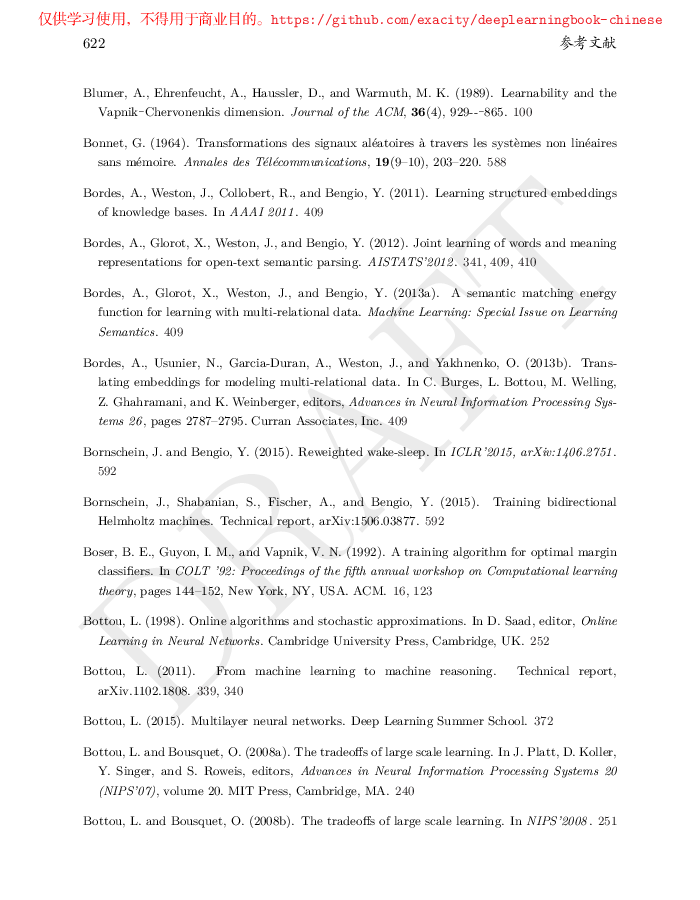 仅供学习使用，不得用于商业目的。https://github.com/exacity/deeplearningbook-chinese
622 参考文献
Blumer, A., Ehrenfeucht, A., Haussler, D., and Warmuth, M. K. (1989). Learnability and the
Vapnik–Chervonenkis dimension. Journal of the ACM, 36(4), 929--–865. 100
Bonnet, G. (1964). Transformations des signaux aléatoires à travers les systèmes non linéaires
sans mémoire. Annales des Télécommunications, 19(9–10), 203–220. 588
Bordes, A., Weston, J., Collobert, R., and Bengio, Y. (2011). Learning structured embeddings
of knowledge bases. In AAAI 2011. 409
Bordes, A., Glorot, X., Weston, J., and Bengio, Y. (2012). Joint learning of words and meaning
representations for open-text semantic parsing. AISTATS'2012. 341, 409, 410
Bordes, A., Glorot, X., Weston, J., and Bengio, Y. (2013a). A semantic matching energy
function for learning with multi-relational data. Machine Learning: Special Issue on Learning
Semantics. 409
Bordes, A., Usunier, N., Garcia-Duran, A., Weston, J., and Yakhnenko, O. (2013b). Trans-
lating embeddings for modeling multi-relational data. In C. Burges, L. Bottou, M. Welling,
Z. Ghahramani, and K. Weinberger, editors, Advances in Neural Information Processing Sys-
tems 26, pages 2787–2795. Curran Associates, Inc. 409
Bornschein, J. and Bengio, Y. (2015). Reweighted wake-sleep. In ICLR'2015, arXiv:1406.2751.
592
Bornschein, J., Shabanian, S., Fischer, A., and Bengio, Y. (2015). Training bidirectional
Helmholtz machines. Technical report, arXiv:1506.03877. 592
Boser, B. E., Guyon, I. M., and Vapnik, V. N. (1992). A training algorithm for optimal margin
classifiers. In COLT '92: Proceedings of the fifth annual workshop on Computational learning
theory, pages 144–152, New York, NY, USA. ACM. 16, 123
Bottou, L. (1998). Online algorithms and stochastic approximations. In D. Saad, editor, Online
Learning in Neural Networks. Cambridge University Press, Cambridge, UK. 252
Bottou, L. (2011). From machine learning to machine reasoning. Technical report,
arXiv.1102.1808. 339, 340
Bottou, L. (2015). Multilayer neural networks. Deep Learning Summer School. 372
Bottou, L. and Bousquet, O. (2008a). The tradeoffs of large scale learning. In J. Platt, D. Koller,
Y. Singer, and S. Roweis, editors, Advances in Neural Information Processing Systems 20
(NIPS'07), volume 20. MIT Press, Cambridge, MA. 240
Bottou, L. and Bousquet, O. (2008b). The tradeoffs of large scale learning. In NIPS'2008. 251
DRAFT